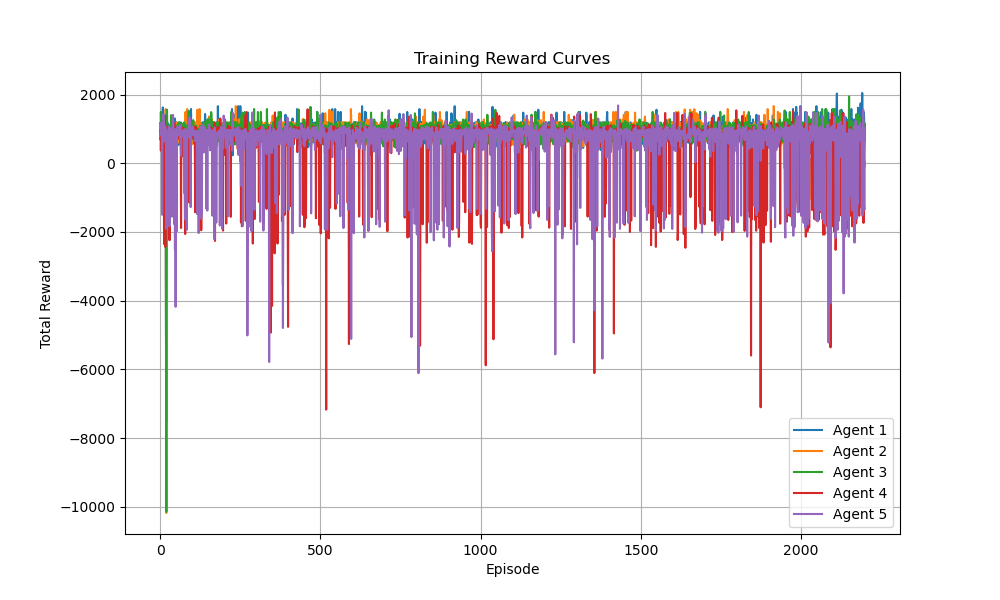 Training Reward Curves
Total Reward
2000
0
−2000
−4000
−6000
−8000
−10000
0 500 1000 1500 2000
Episode
Agent 1
Agent 2
Agent 3
Agent 4
Agent 5